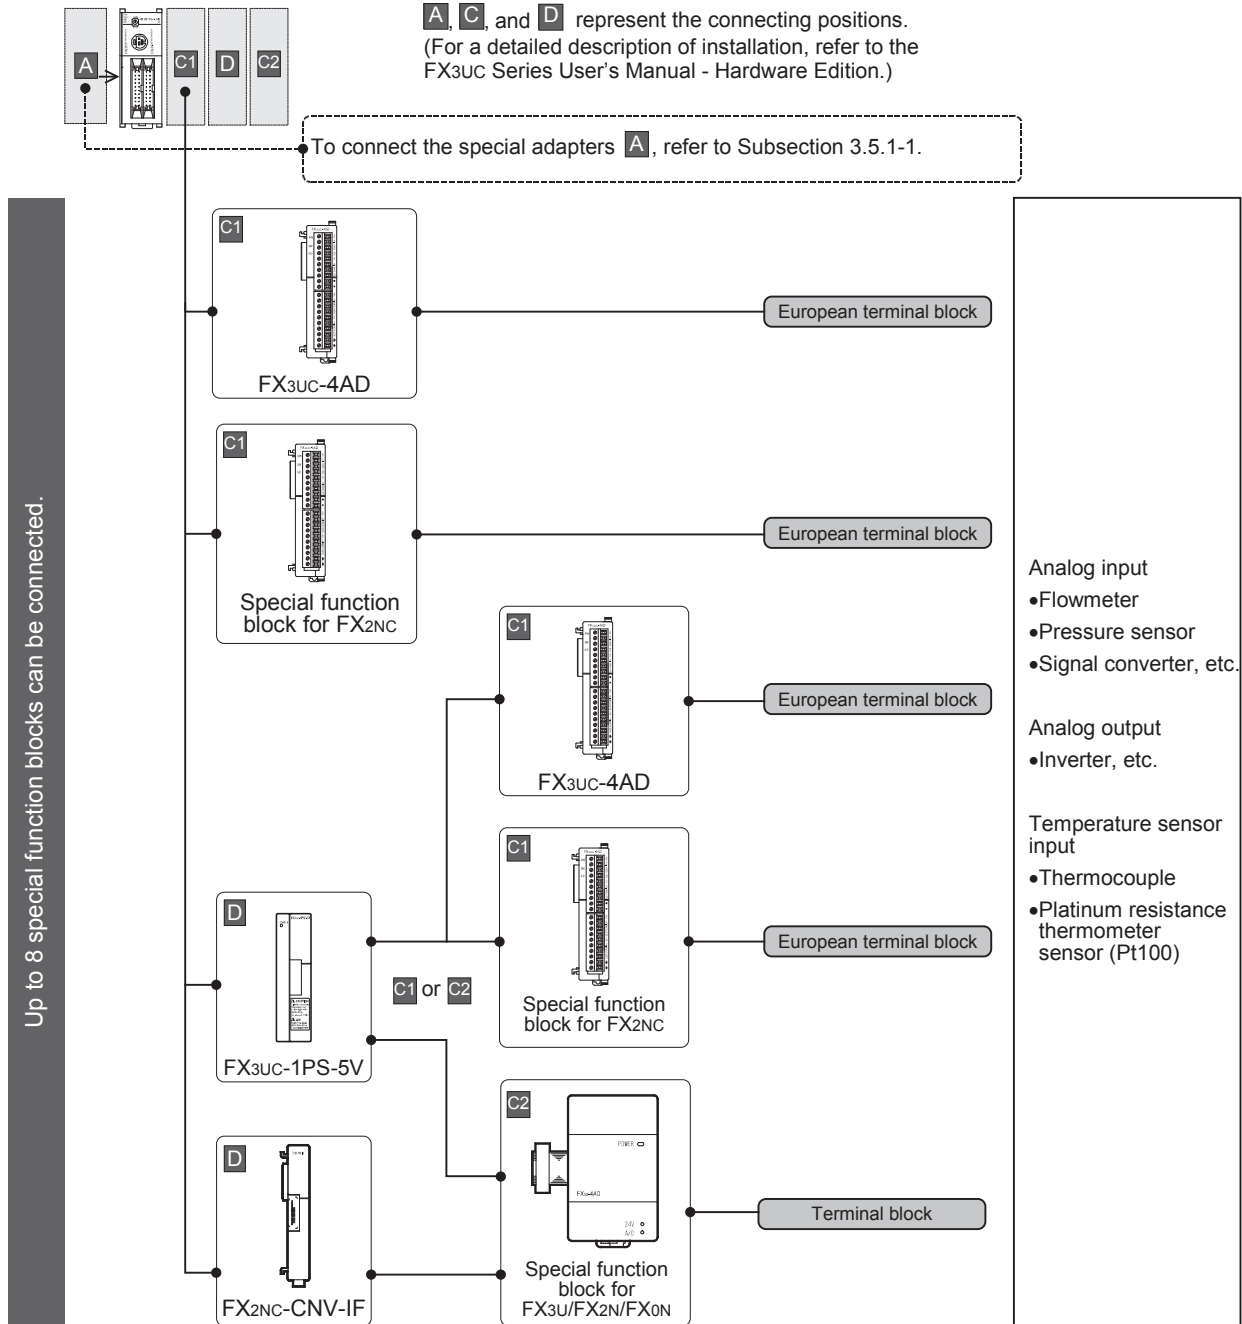 A, C, and D represent the connecting positions.
(For a detailed description of installation, refer to the
FX3UC Series User's Manual - Hardware Edition.)
A C1 D C2
To connect the special adapters A, refer to Subsection 3.5.1-1.
Up to 8 special function blocks can be connected.
C1
FX3UC-4AD
European terminal block
C1
Special function
block for FX2NC
European terminal block
C1
FX3UC-4AD
European terminal block
C1
Special function
block for FX2NC
European terminal block
D
FX3UC-1PS-5V
C1 or C2
C2
POWER
24V
A/D
Special function
block for
FX3U/FX2N/FX0N
Terminal block
D
FX2NC-CNV-IF
Analog input
•Flowmeter
•Pressure sensor
•Signal converter, etc.
Analog output
•Inverter, etc.
Temperature sensor
input
•Thermocouple
•Platinum resistance
thermometer
sensor (Pt100)